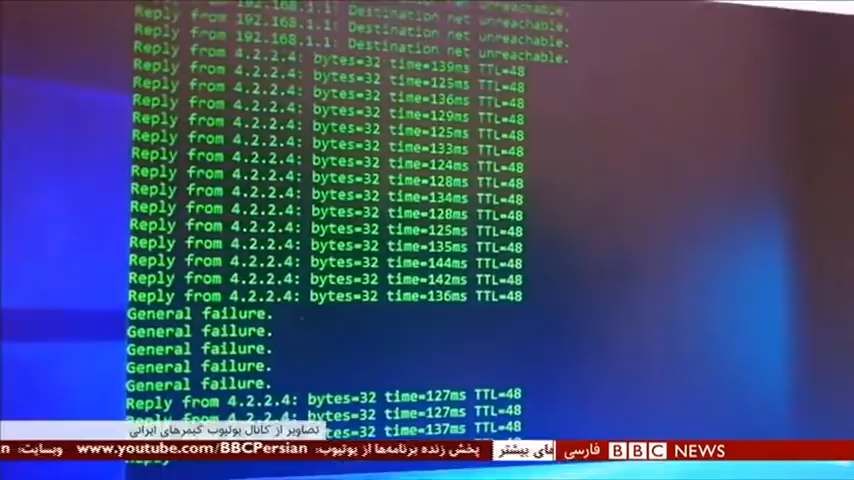 192.168.1.1: Destination net unreachable.
Reply from 192.168.1.1: Destination net unreachable.
Reply from 192.168.1.1: Destination net unreachable.
Reply from 4.2.2.4: bytes=32 time=139ms TTL=48
Reply from 4.2.2.4: bytes=32 time=125ms TTL=48
Reply from 4.2.2.4: bytes=32 time=136ms TTL=48
Reply from 4.2.2.4: bytes=32 time=129ms TTL=48
Reply from 4.2.2.4: bytes=32 time=125ms TTL=48
Reply from 4.2.2.4: bytes=32 time=133ms TTL=48
Reply from 4.2.2.4: bytes=32 time=124ms TTL=48
Reply from 4.2.2.4: bytes=32 time=128ms TTL=48
Reply from 4.2.2.4: bytes=32 time=134ms TTL=48
Reply from 4.2.2.4: bytes=32 time=128ms TTL=48
Reply from 4.2.2.4: bytes=32 time=125ms TTL=48
Reply from 4.2.2.4: bytes=32 time=135ms TTL=48
Reply from 4.2.2.4: bytes=32 time=144ms TTL=48
Reply from 4.2.2.4: bytes=32 time=142ms TTL=48
Reply from 4.2.2.4: bytes=32 time=136ms TTL=48
General failure.
General failure.
General failure.
General failure.
General failure.
Reply from 4.2.2.4: bytes=32 time=127ms TTL=48
Reply from 4.2.2.4: bytes=32 time=127ms TTL=48
time=137ms TTL=48
تصاویر از کانال یوتیوب گیمرهای ایرانی
BBC NEWS فارسی
های بیشتر
پخش زنده برنامه‌ها از یوتیوب: www.youtube.com/BBCPersian وبسایت: